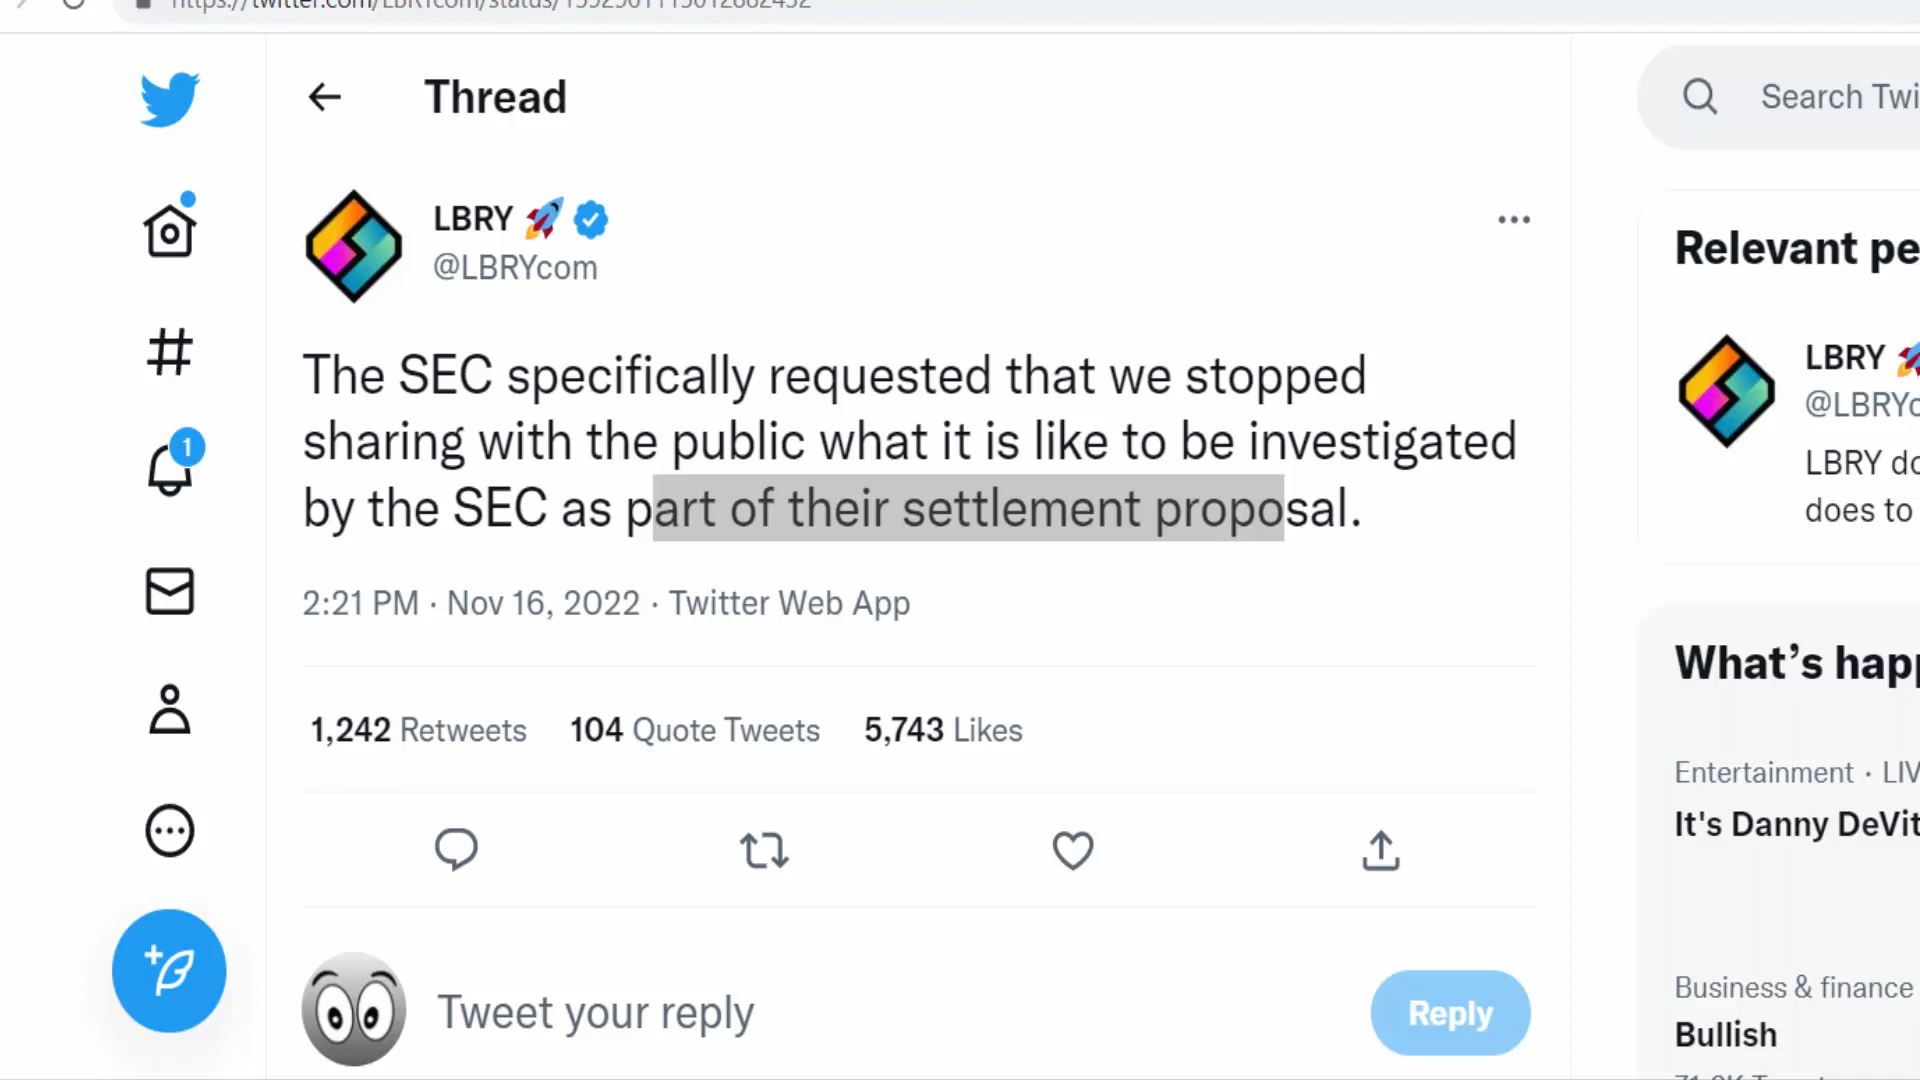 https://twitter.com/LBRYcom/status/
Thread
Search Twi
LBRY 🚀
@LBRYcom
The SEC specifically requested that we stopped
sharing with the public what it is like to be investigated
by the SEC as part of their settlement proposal.
2:21 PM · Nov 16, 2022 · Twitter Web App
1,242 Retweets 104 Quote Tweets 5,743 Likes
Tweet your reply
Reply
1
Relevant pe
LBRY 🚀
@LBRYc
LBRY do
does to
What’s happ
Entertainment · LIV
It's Danny DeVit
Business & finance
Bullish